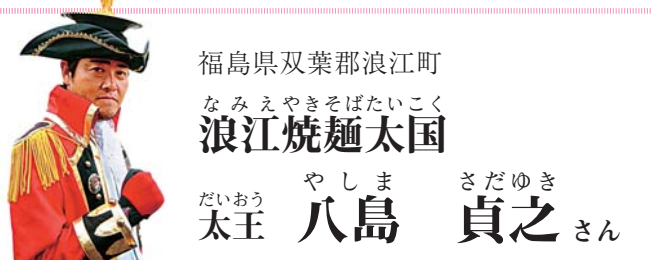 福島県双葉郡浪江町
なみえやきそばたいこく
浪江焼麺太国
だいおう やしま さだゆき
太王 八島 貞之 さん